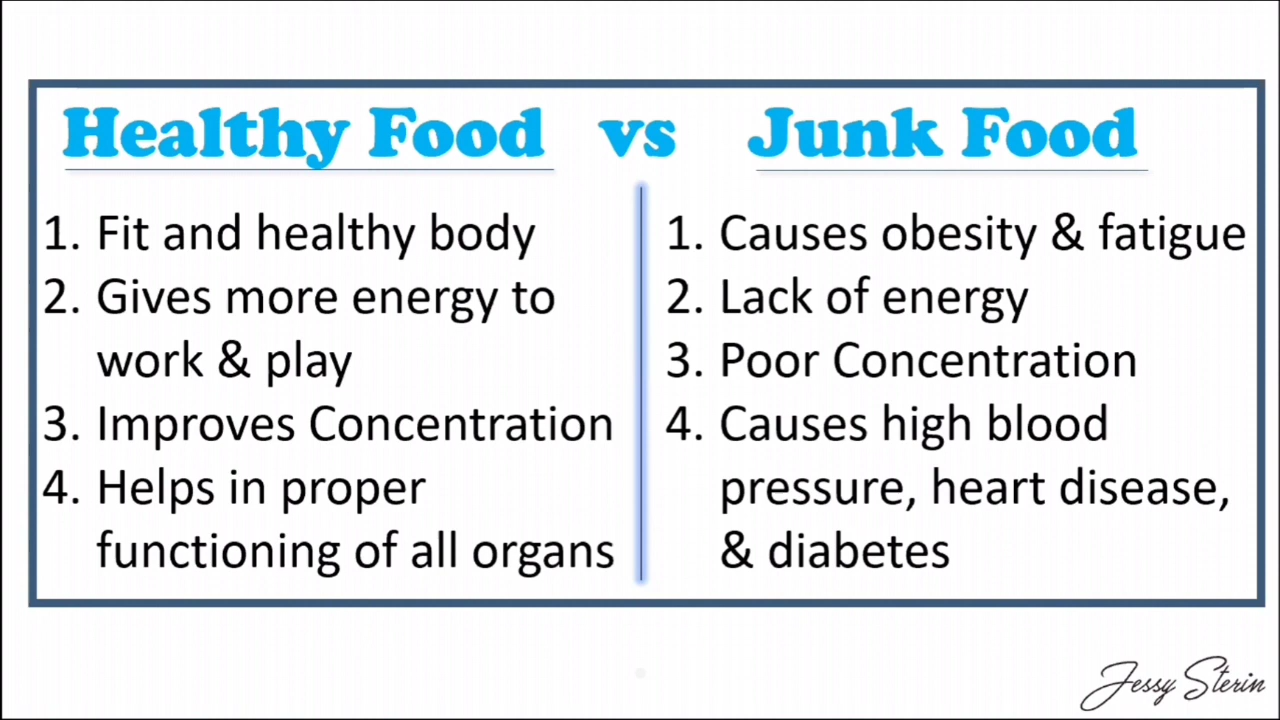 Healthy Food vs Junk Food
1. Fit and healthy body
2. Gives more energy to
work & play
3. Improves Concentration
4. Helps in proper
functioning of all organs
1. Causes obesity & fatigue
2. Lack of energy
3. Poor Concentration
4. Causes high blood
pressure, heart disease,
& diabetes
Jessy Sterin